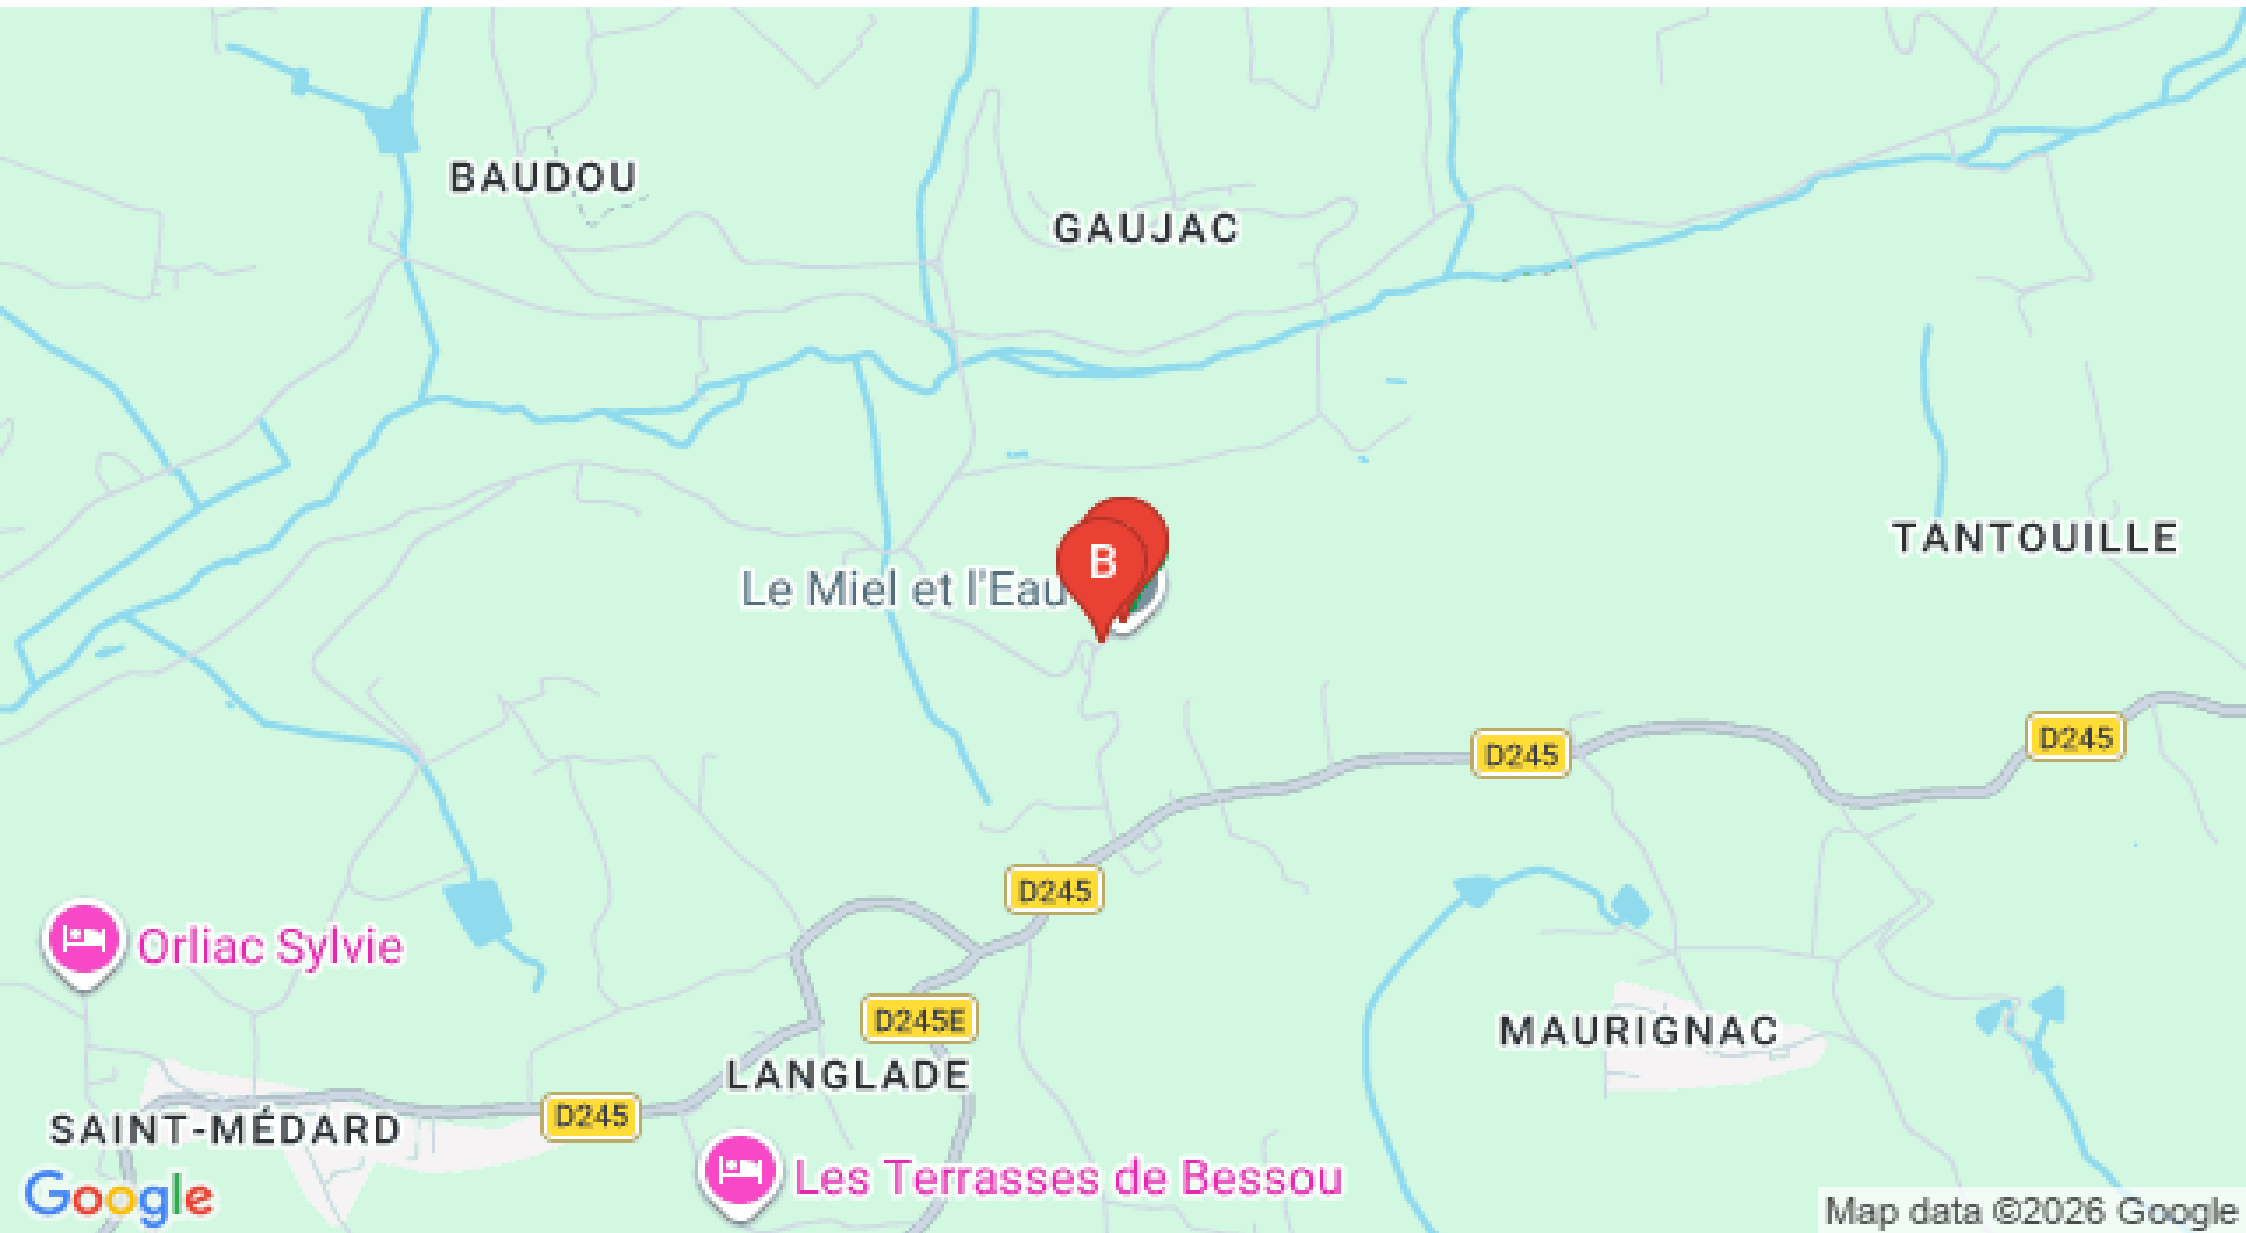 BAUDOU
GAUJAC
TANTOUILLE
B
Le Miel et l'Eau
D245
D245
D245
Orliac Sylvie
D245E
MAURIGNAC
LANGLADE
D245
SAINT-MÉDARD
Les Terrasses de Bessou
Google
Map data ©2026 Google